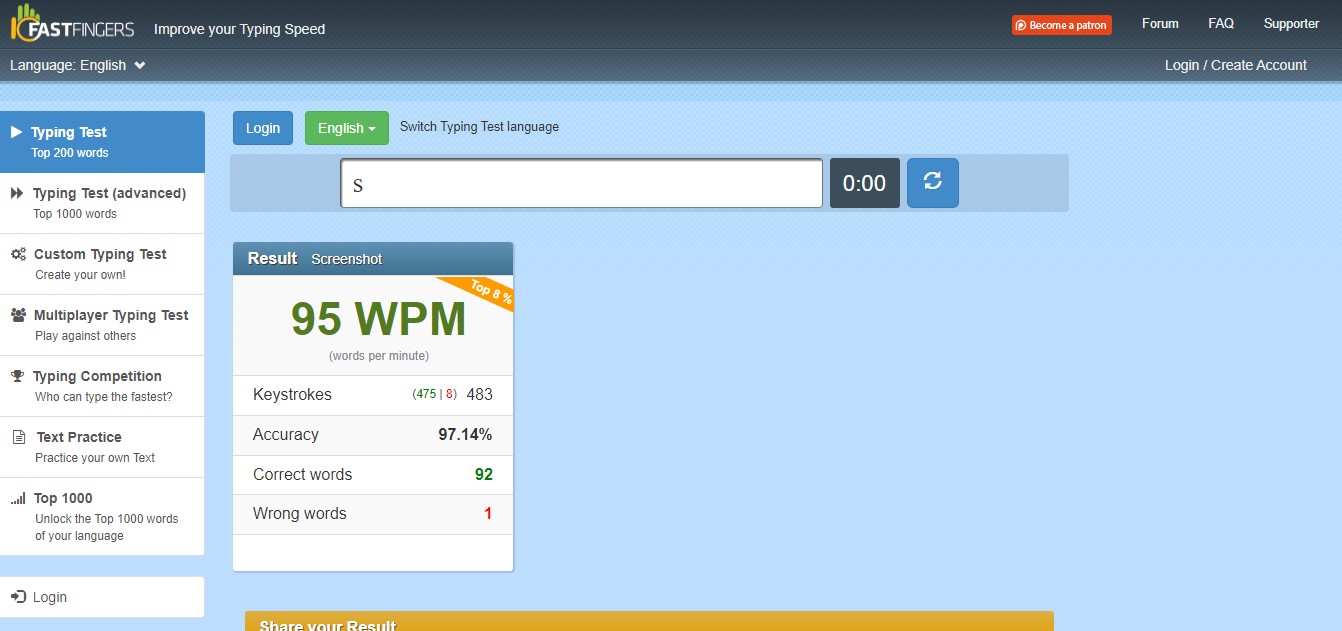 10FASTFINGERS
Improve your Typing Speed
Become a patron
Forum
FAQ
Supporter
Language: English
Login / Create Account
Typing Test
Top 200 words
Typing Test (advanced)
Top 1000 words
Custom Typing Test
Create your own!
Multiplayer Typing Test
Play against others
Typing Competition
Who can type the fastest?
Text Practice
Practice your own Text
Top 1000
Unlock the Top 1000 words
of your language
Login
Login
English
Switch Typing Test language
s
0:00
Result Screenshot
Top 8 %
95 WPM
(words per minute)
Keystrokes (475 | 8) 483
Accuracy 97.14%
Correct words 92
Wrong words 1
Share your Result